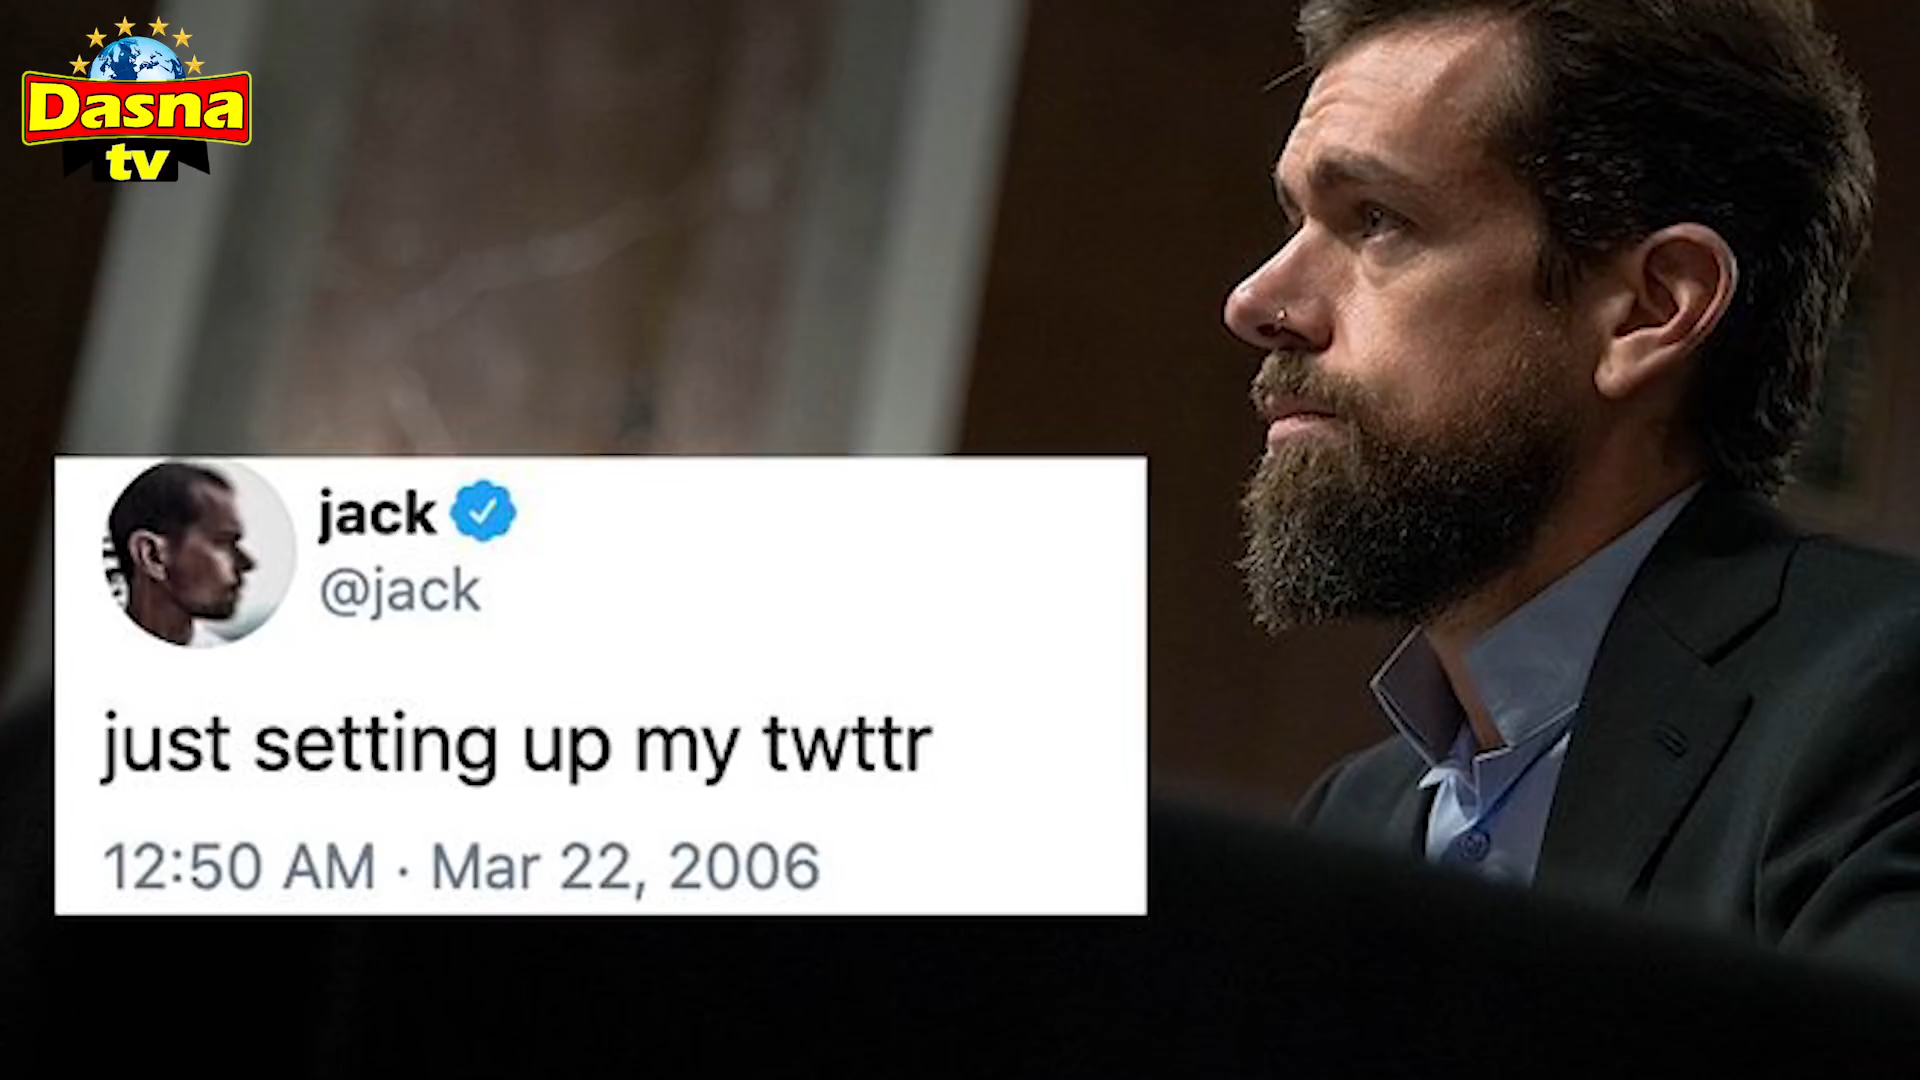 Dasna
tv
jack
@jack
just setting up my twttr
12:50 AM · Mar 22, 2006